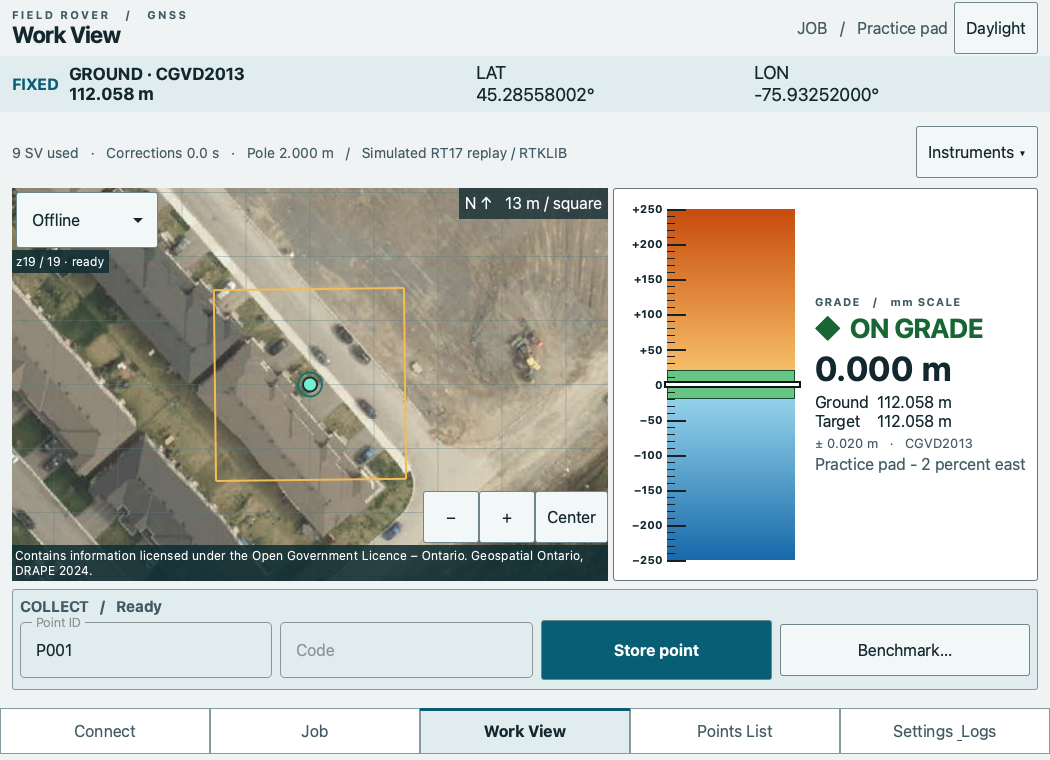 FIELD ROVER / GNSS
Work View
JOB / Practice pad
Daylight
FIXED
GROUND · CGVD2013
112.058 m
LAT
45.28558002°
LON
-75.93252000°
9 SV used · Corrections 0.0 s · Pole 2.000 m / Simulated RT17 replay / RTKLIB
Instruments ▾
Offline
N ↑ 13 m / square
z19 / 19 · ready
− + Center
Contains information licensed under the Open Government Licence – Ontario. Geospatial Ontario,
DRAPE 2024.
+250
+200
+150
+100
+50
0
−50
−100
−150
−200
−250
GRADE / mm SCALE
ON GRADE
0.000 m
Ground 112.058 m
Target 112.058 m
± 0.020 m · CGVD2013
Practice pad - 2 percent east
COLLECT / Ready
Point ID
P001
Code
Store point
Benchmark...
Connect
Job
Work View
Points List
Settings _Logs